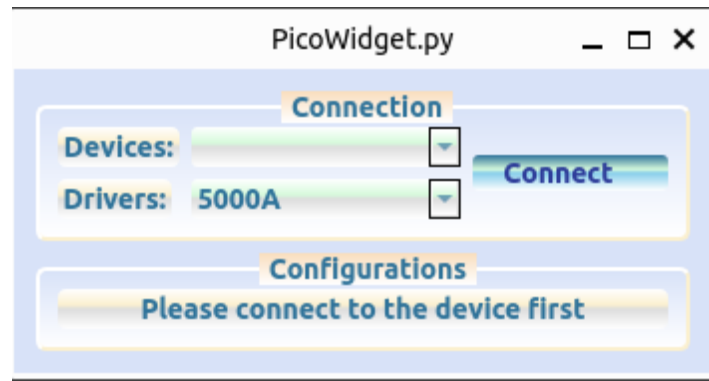 PicoWidget.py
Connection
Devices:
Connect
Drivers: 5000A
Configurations
Please connect to the device first